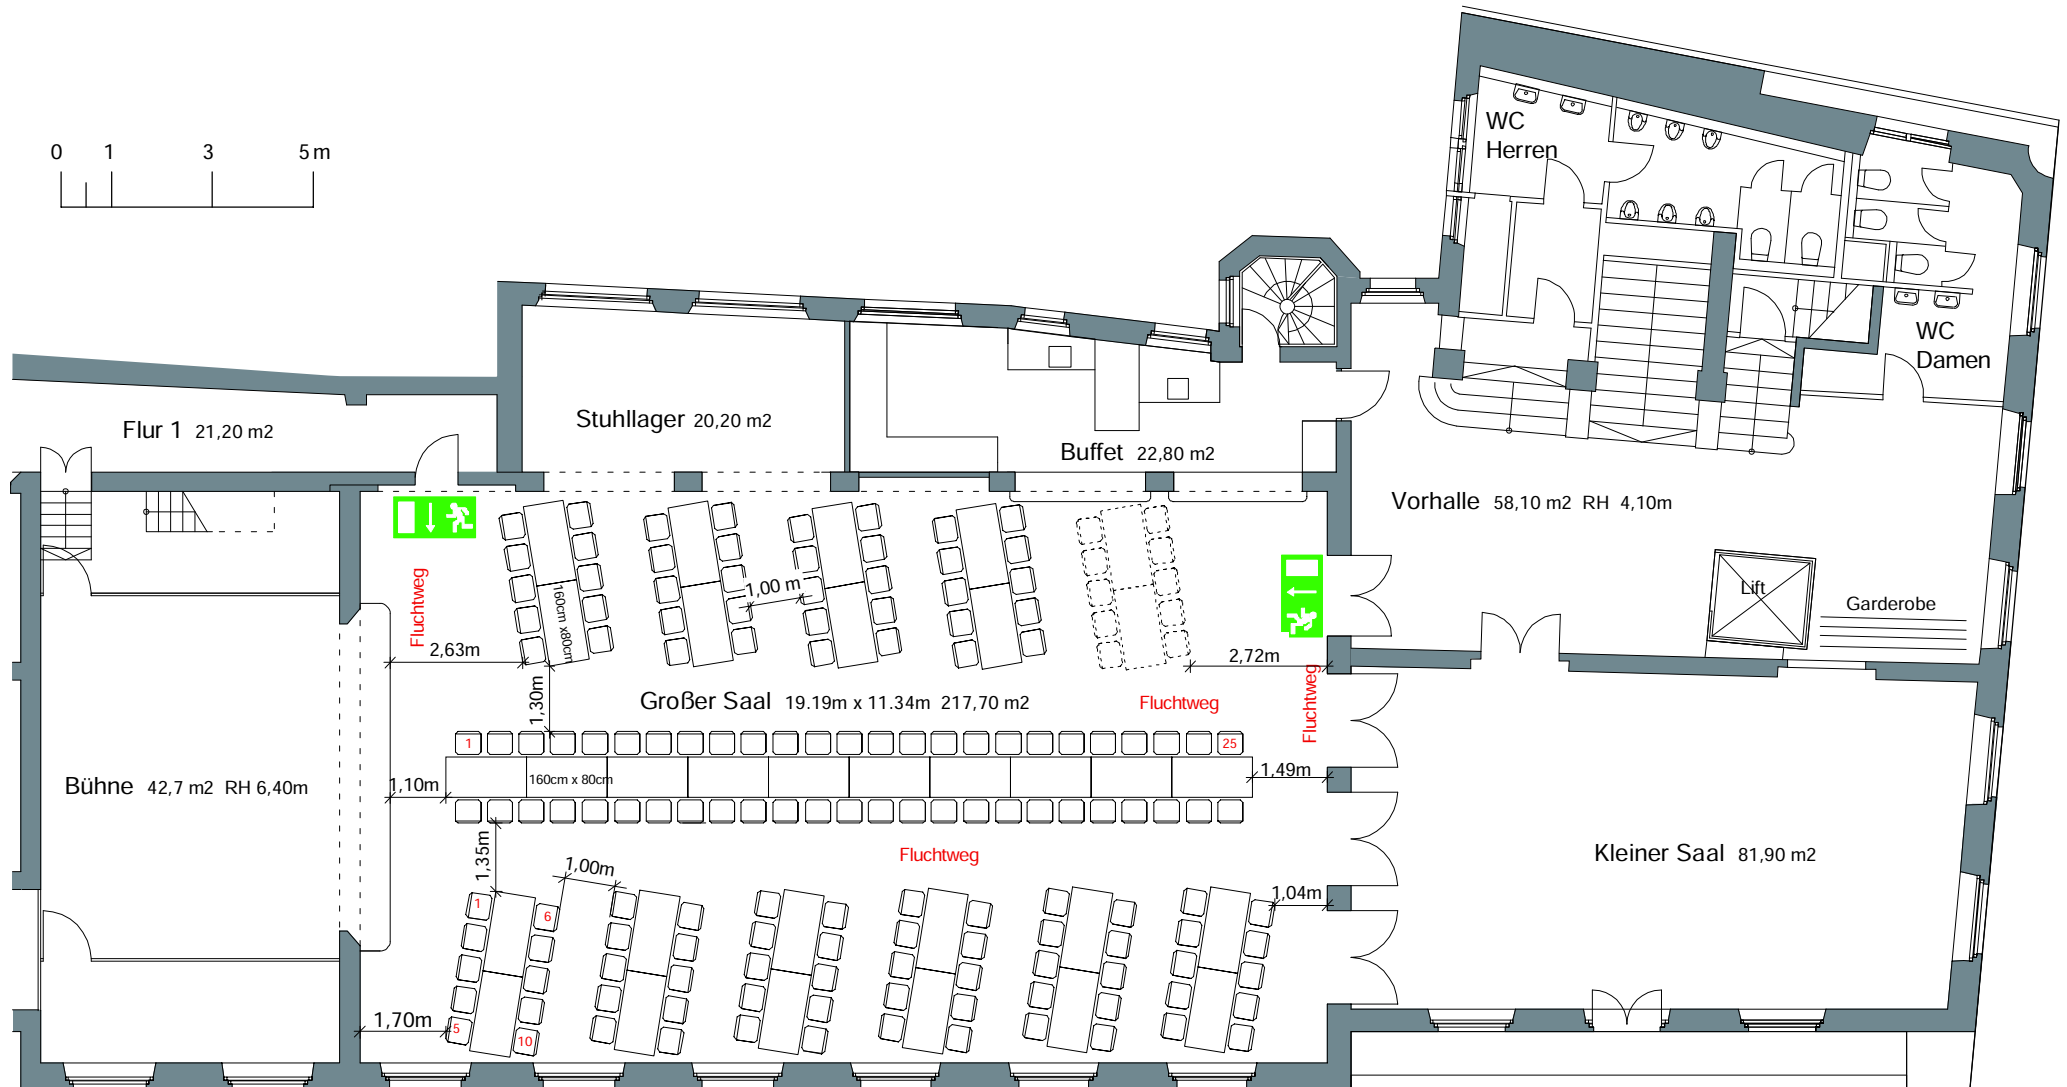 0 1 3 5 m
WC
Herren
WC
Damen
Flur 1 21,20 m2
Stuhllager 20,20 m2
Buffet 22,80 m2
Vorhalle 58,10 m2 RH 4,10m
Lift
Garderobe
Fluchtweg
160cm x80cm
1,00 m
2,63m
2,72m
1,30m
Großer Saal 19.19m x 11.34m 217,70 m2
Fluchtweg
Fluchtweg
1
25
Bühne 42,7 m2 RH 6,40m
1,10m
160cm x 80cm
1,49m
1,35m
Fluchtweg
Kleiner Saal 81,90 m2
1,00m
1
6
1,04m
1,70m
5
10